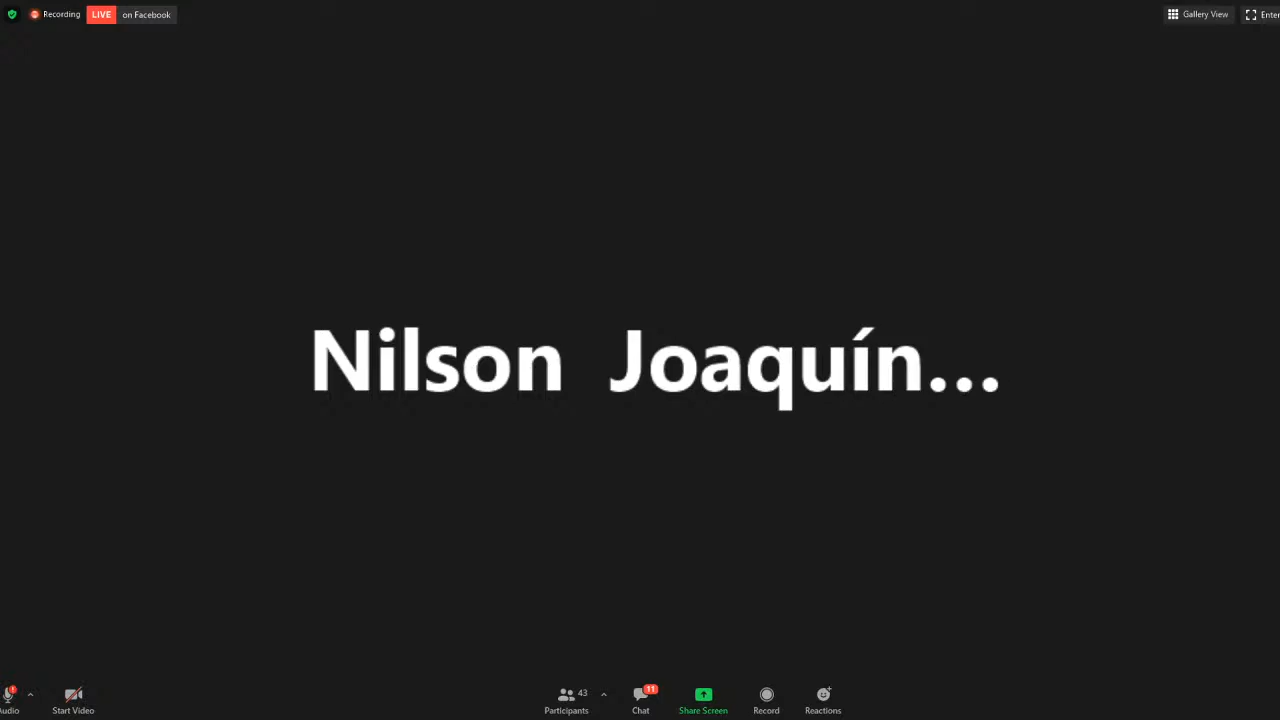 Recording LIVE on Facebook Gallery View Enter
Nilson Joaquín...
Audio Start Video Participants 43 Chat 11 Share Screen Record Reactions